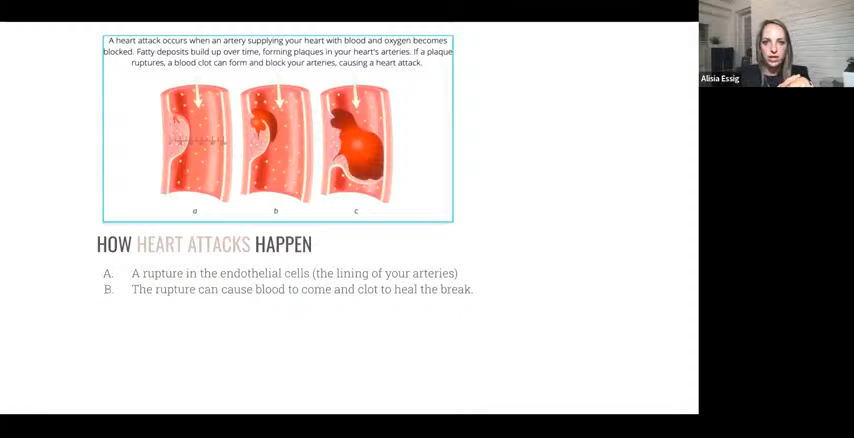 A heart attack occurs when an artery supplying your heart with blood and oxygen becomes
blocked. Fatty deposits build up over time, forming plaques in your heart's arteries. If a plaque
ruptures, a blood clot can form and block your arteries, causing a heart attack.
a
b
c
HOW HEART ATTACKS HAPPEN
A. A rupture in the endothelial cells (the lining of your arteries)
B. The rupture can cause blood to come and clot to heal the break.
Alisia Essig